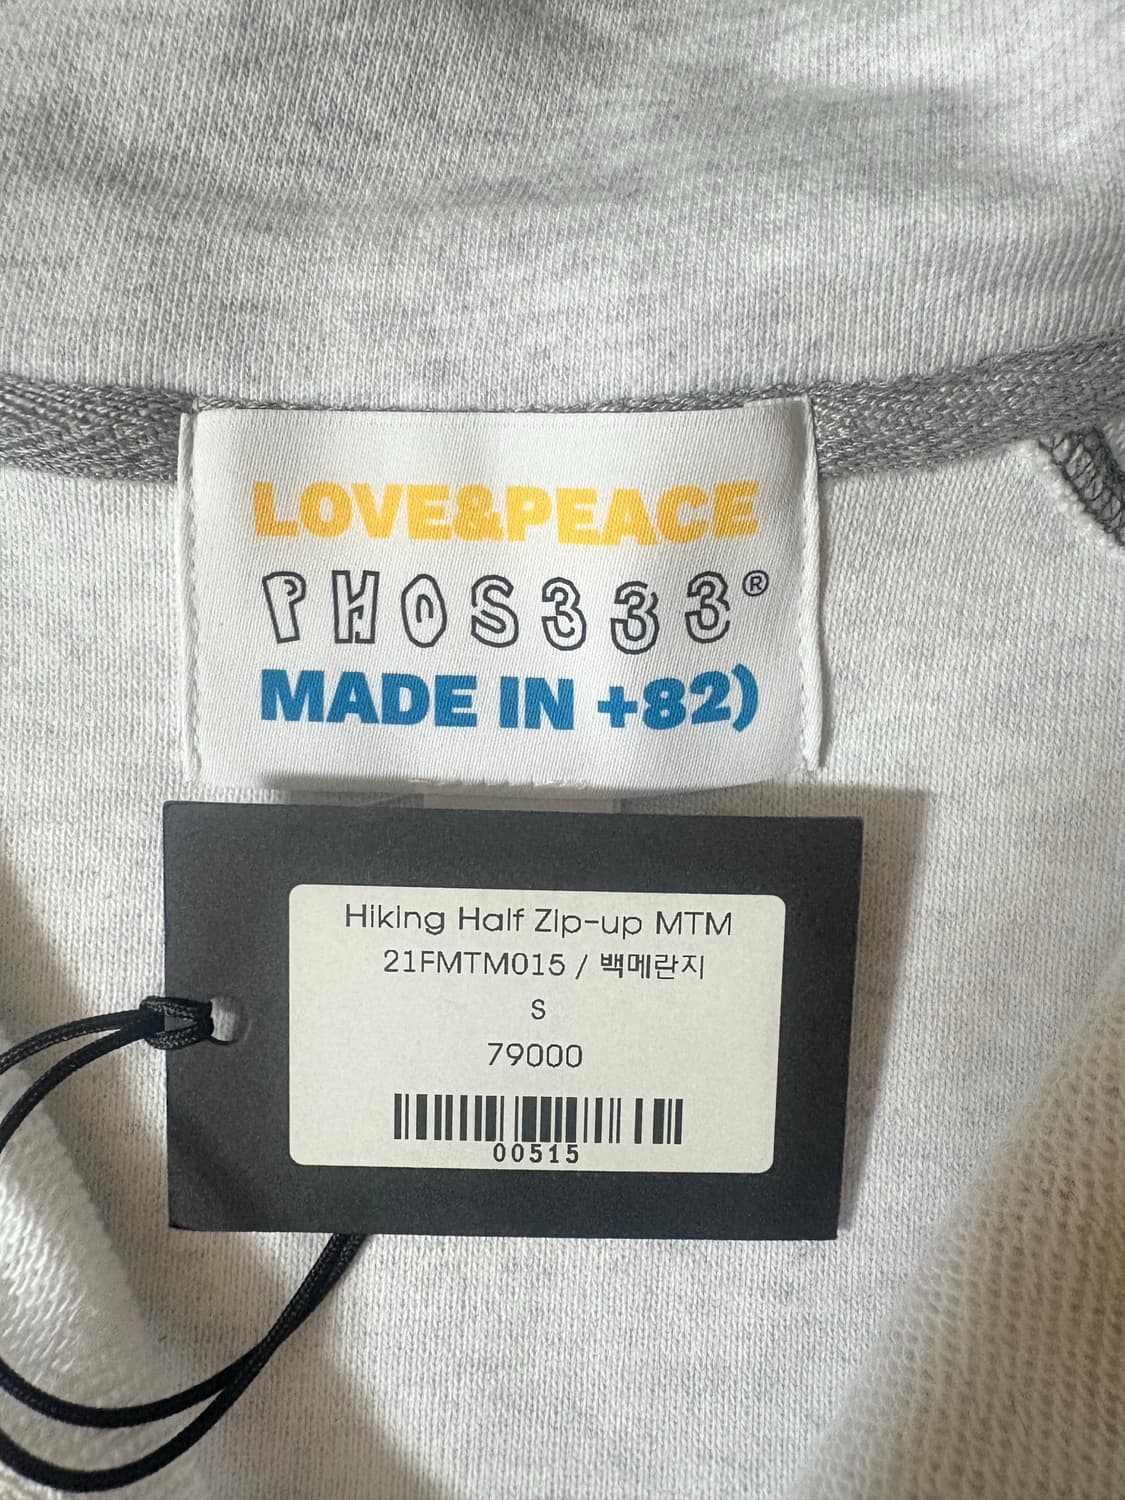 LOVE&PEACE
PHOS333®
MADE IN +82)
Hiking Half Zip-up MTM
21FMTM015 / 백메란지
S
79000
00515